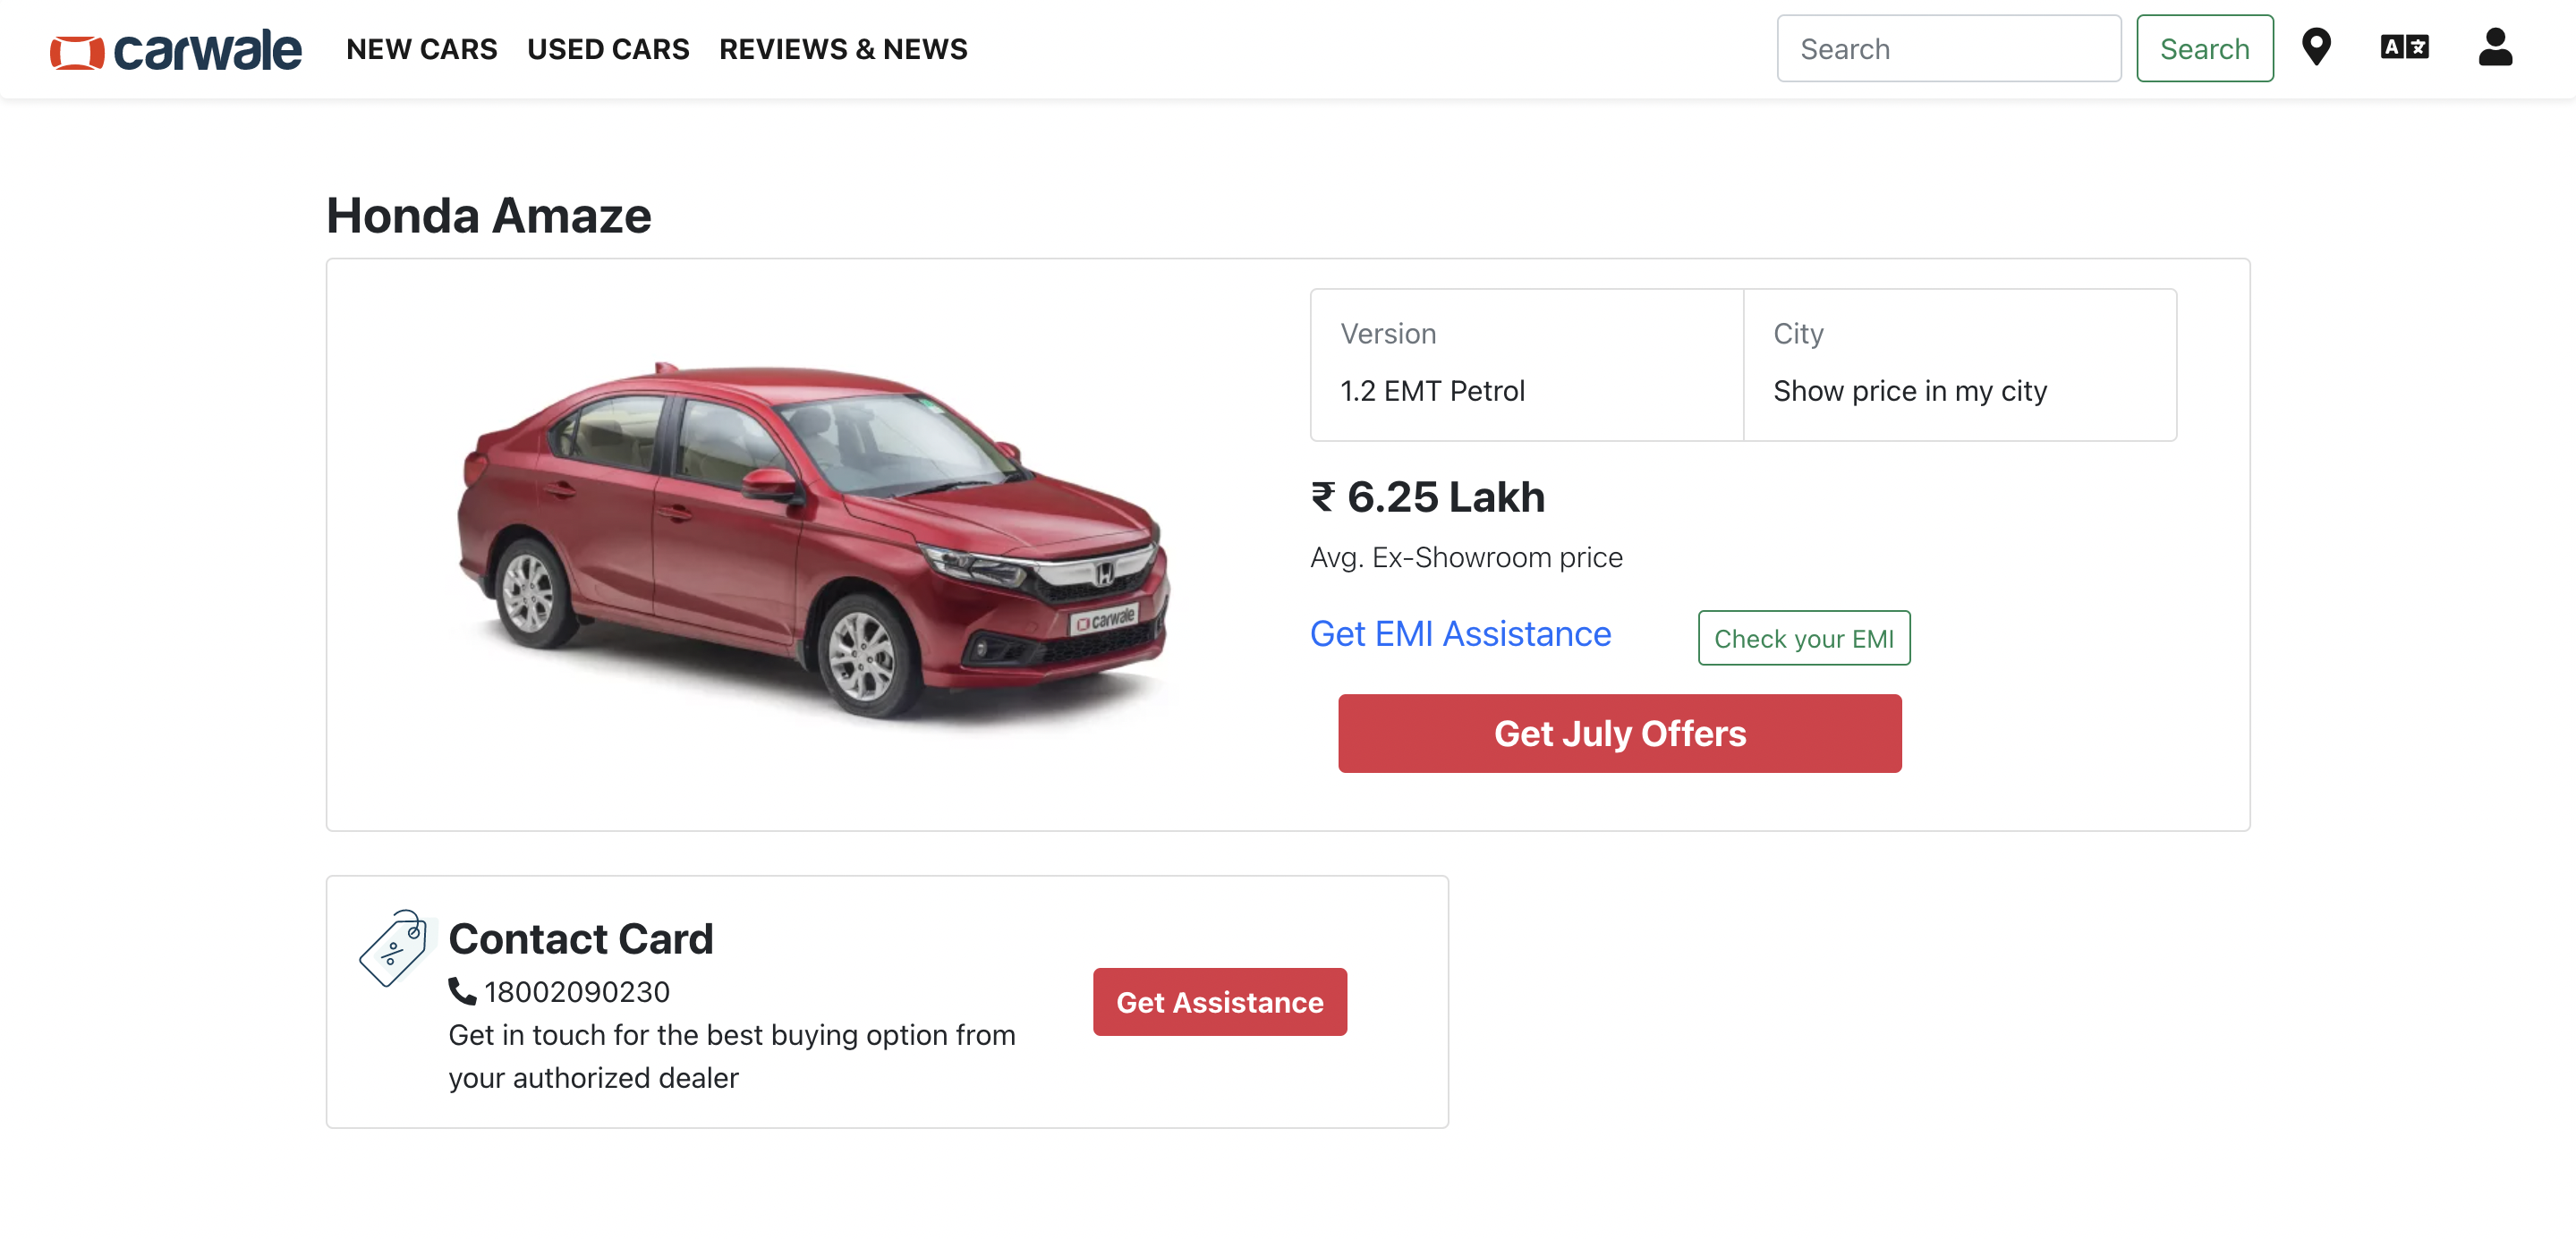 carwale NEW CARS USED CARS REVIEWS & NEWS Search Search A
Honda Amaze
Version
1.2 EMT Petrol
City
Show price in my city
₹ 6.25 Lakh
Avg. Ex-Showroom price
Get EMI Assistance Check your EMI
Get July Offers
carwale
%
Contact Card
18002090230
Get in touch for the best buying option from
your authorized dealer
Get Assistance